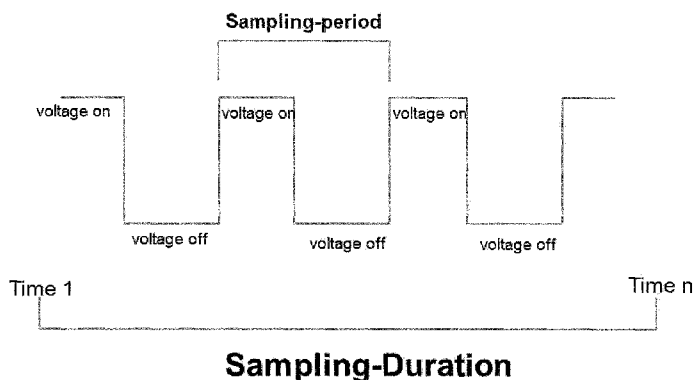 Sampling-period
voltage on
voltage on
voltage on
voltage off
voltage off
voltage off
Time 1
Time n
Sampling-Duration